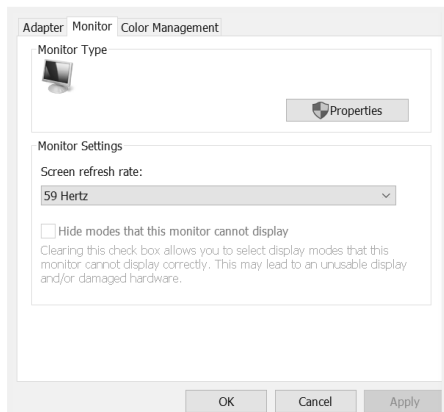 Adapter Monitor Color Management
Monitor Type
Properties
Monitor Settings
Screen refresh rate:
59 Hertz
Hide modes that this monitor cannot display
Clearing this check box allows you to select display modes that this
monitor cannot display correctly. This may lead to an unusable display
and/or damaged hardware.
OK Cancel Apply